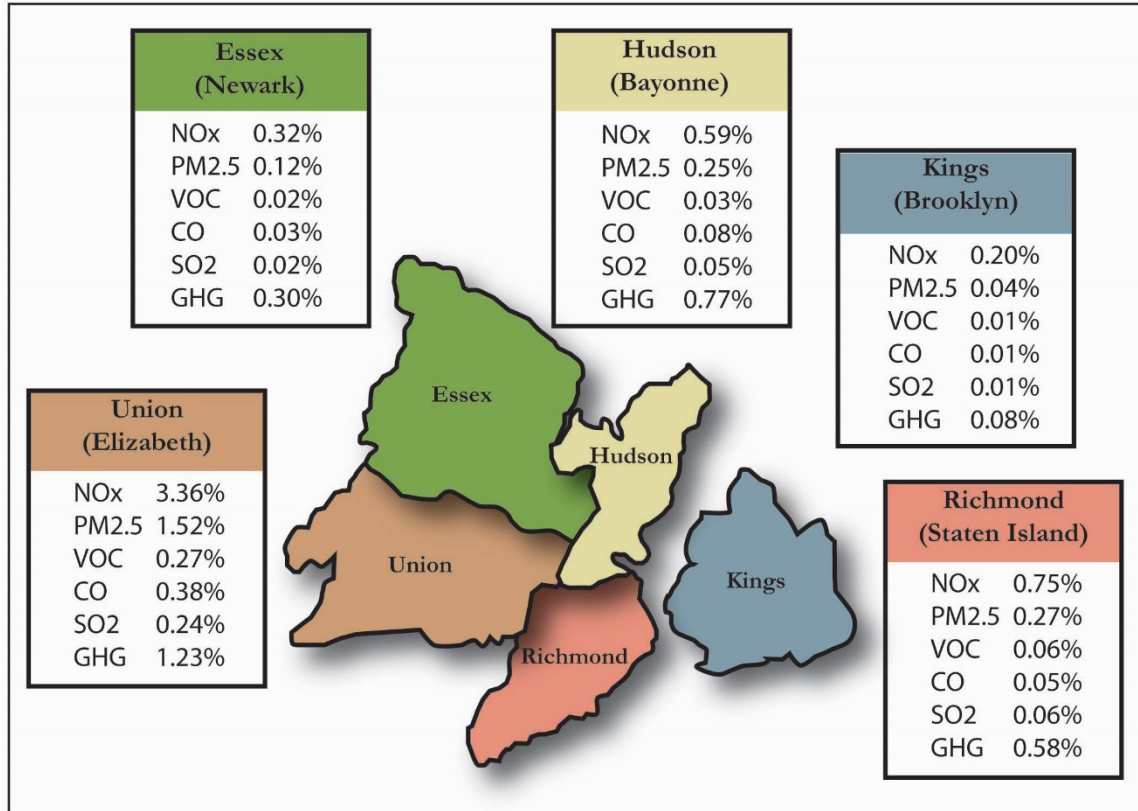 Essex
(Newark)
NOx 0.32%
PM2.5 0.12%
VOC 0.02%
CO 0.03%
SO2 0.02%
GHG 0.30%
Hudson
(Bayonne)
NOx 0.59%
PM2.5 0.25%
VOC 0.03%
CO 0.08%
SO2 0.05%
GHG 0.77%
Kings
(Brooklyn)
NOx 0.20%
PM2.5 0.04%
VOC 0.01%
CO 0.01%
SO2 0.01%
GHG 0.08%
Union
(Elizabeth)
NOx 3.36%
PM2.5 1.52%
VOC 0.27%
CO 0.38%
SO2 0.24%
GHG 1.23%
Richmond
(Staten Island)
NOx 0.75%
PM2.5 0.27%
VOC 0.06%
CO 0.05%
SO2 0.06%
GHG 0.58%
Essex
Hudson
Union
Kings
Richmond